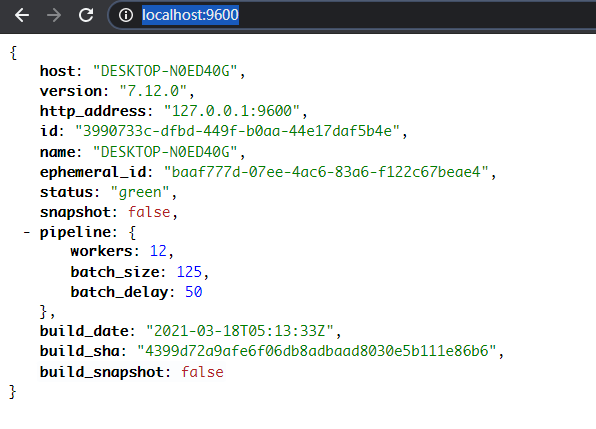 localhost:9600
{
host: "DESKTOP-N0ED40G",
version: "7.12.0",
http_address: "127.0.0.1:9600",
id: "3990733c-dfbd-449f-b0aa-44e17daf5b4e",
name: "DESKTOP-N0ED40G",
ephemeral_id: "baaf777d-07ee-4ac6-83a6-f122c67beae4",
status: "green",
snapshot: false,
- pipeline: {
workers: 12,
batch_size: 125,
batch_delay: 50
},
build_date: "2021-03-18T05:13:33Z",
build_sha: "4399d72a9afe6f06db8adbaad8030e5b111e86b6",
build_snapshot: false
}